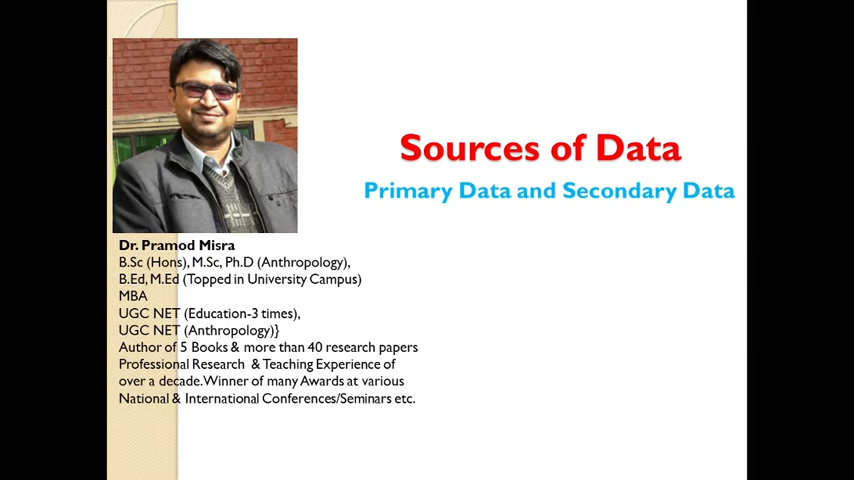 Sources of Data
Primary Data and Secondary Data
Dr. Pramod Misra
B.Sc (Hons), M.Sc, Ph.D (Anthropology),
B.Ed, M.Ed (Topped in University Campus)
MBA
UGC NET (Education-3 times),
UGC NET (Anthropology)}
Author of 5 Books & more than 40 research papers
Professional Research & Teaching Experience of
over a decade. Winner of many Awards at various
National & International Conferences/Seminars etc.